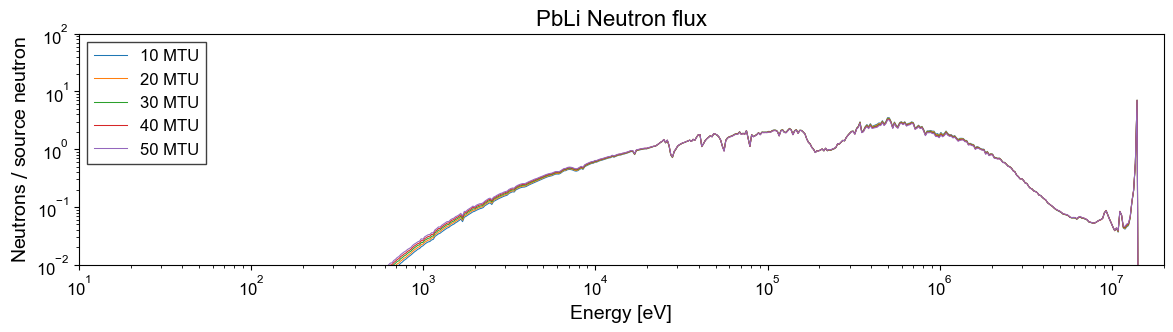 PbLi Neutron flux
Neutrons / source neutron
10²
10¹
10⁰
10⁻¹
10⁻²
10 MTU
20 MTU
30 MTU
40 MTU
50 MTU
10¹
10²
10³
10⁴
10⁵
10⁶
10⁷
Energy [eV]